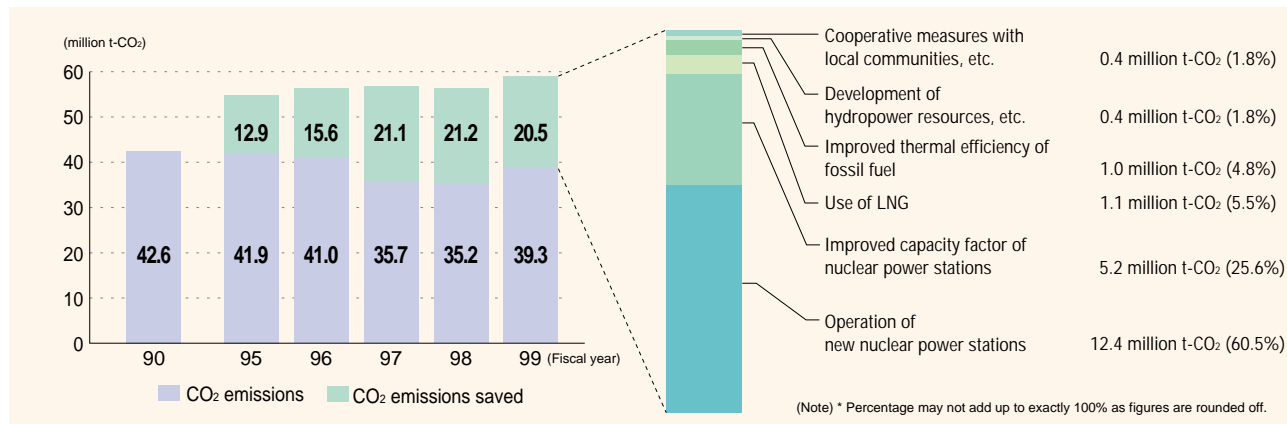 (million t-CO₂)
60
50
40
30
20
10
0
12.9
15.6
21.1
21.2
20.5
42.6
41.9
41.0
35.7
35.2
39.3
90
95
96
97
98
99 (Fiscal year)
CO₂ emissions
CO₂ emissions saved
Cooperative measures with
local communities, etc. 0.4 million t-CO₂ (1.8%)
Development of
hydropower resources, etc. 0.4 million t-CO₂ (1.8%)
Improved thermal efficiency of
fossil fuel 1.0 million t-CO₂ (4.8%)
Use of LNG 1.1 million t-CO₂ (5.5%)
Improved capacity factor of
nuclear power stations 5.2 million t-CO₂ (25.6%)
Operation of
new nuclear power stations 12.4 million t-CO₂ (60.5%)
(Note) * Percentage may not add up to exactly 100% as figures are rounded off.